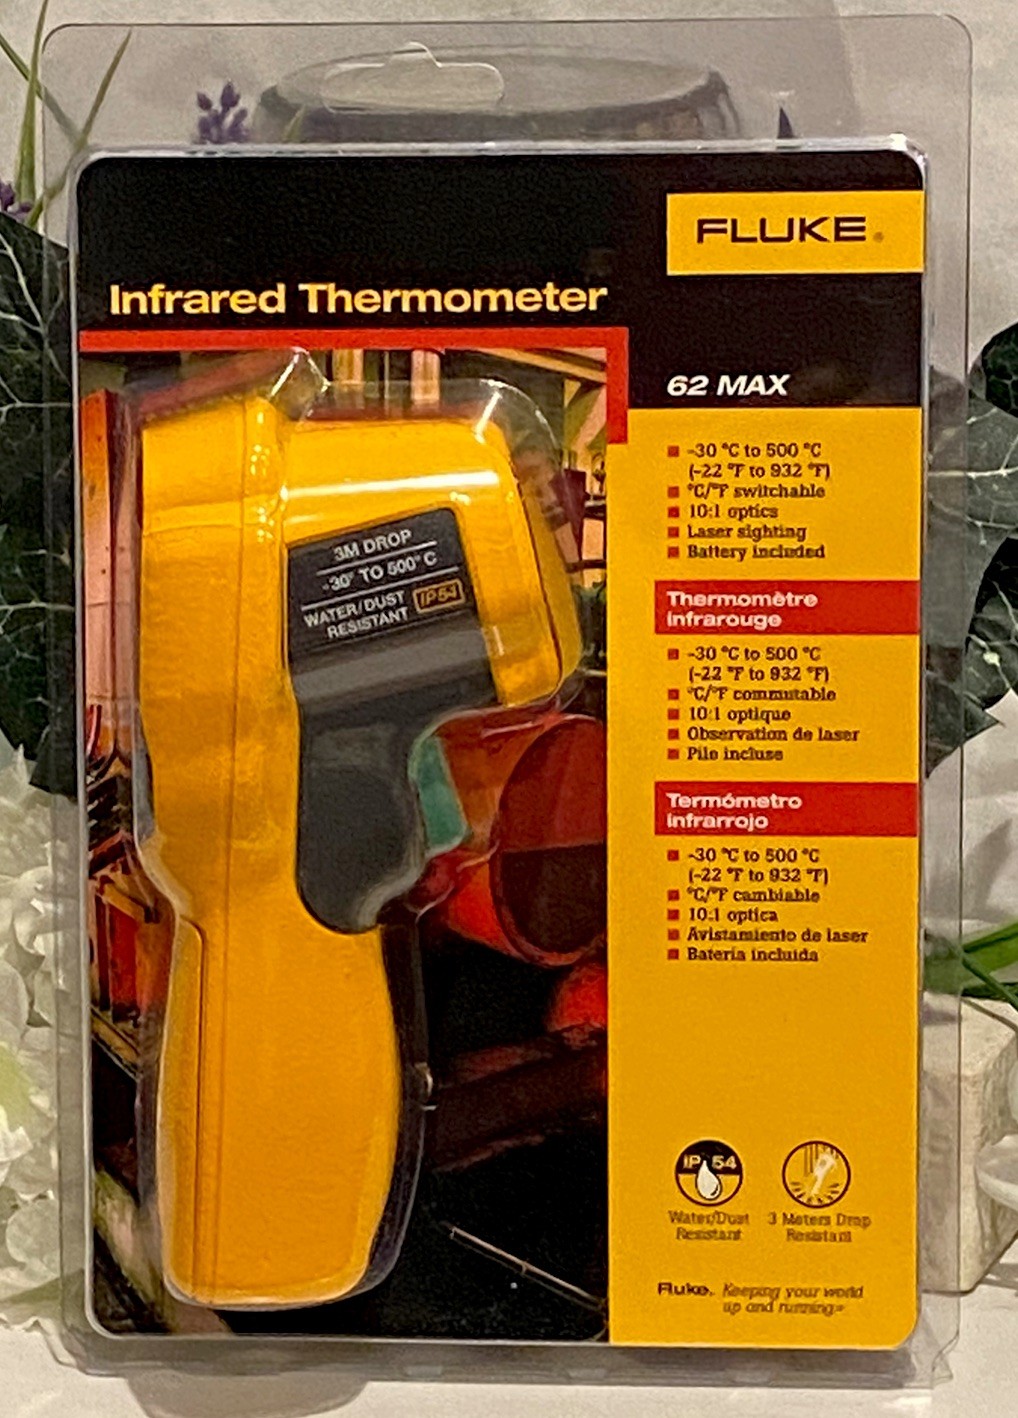 FLUKE®
Infrared Thermometer
62 MAX
-30 °C to 500 °C
(-22 °F to 932 °F)
°C/°F switchable
10:1 optics
Laser sighting
Battery included
3M DROP
-30° TO 500° C
WATER/DUST
RESISTANT
IP54
Thermomètre
infrarouge
-30 °C to 500 °C
(-22 °F to 932 °F)
°C/°F commutable
10:1 optique
Observation de laser
Pile incluse
Termómetro
infrarrojo
-30 °C to 500 °C
(-22 °F to 932 °F)
°C/°F cambiable
10:1 optica
Avistamiento de laser
Batería incluida
IP 54
Water/Dust
Resistant
3 Meters Drop
Resistant
Fluke. Keeping your world
up and running.®